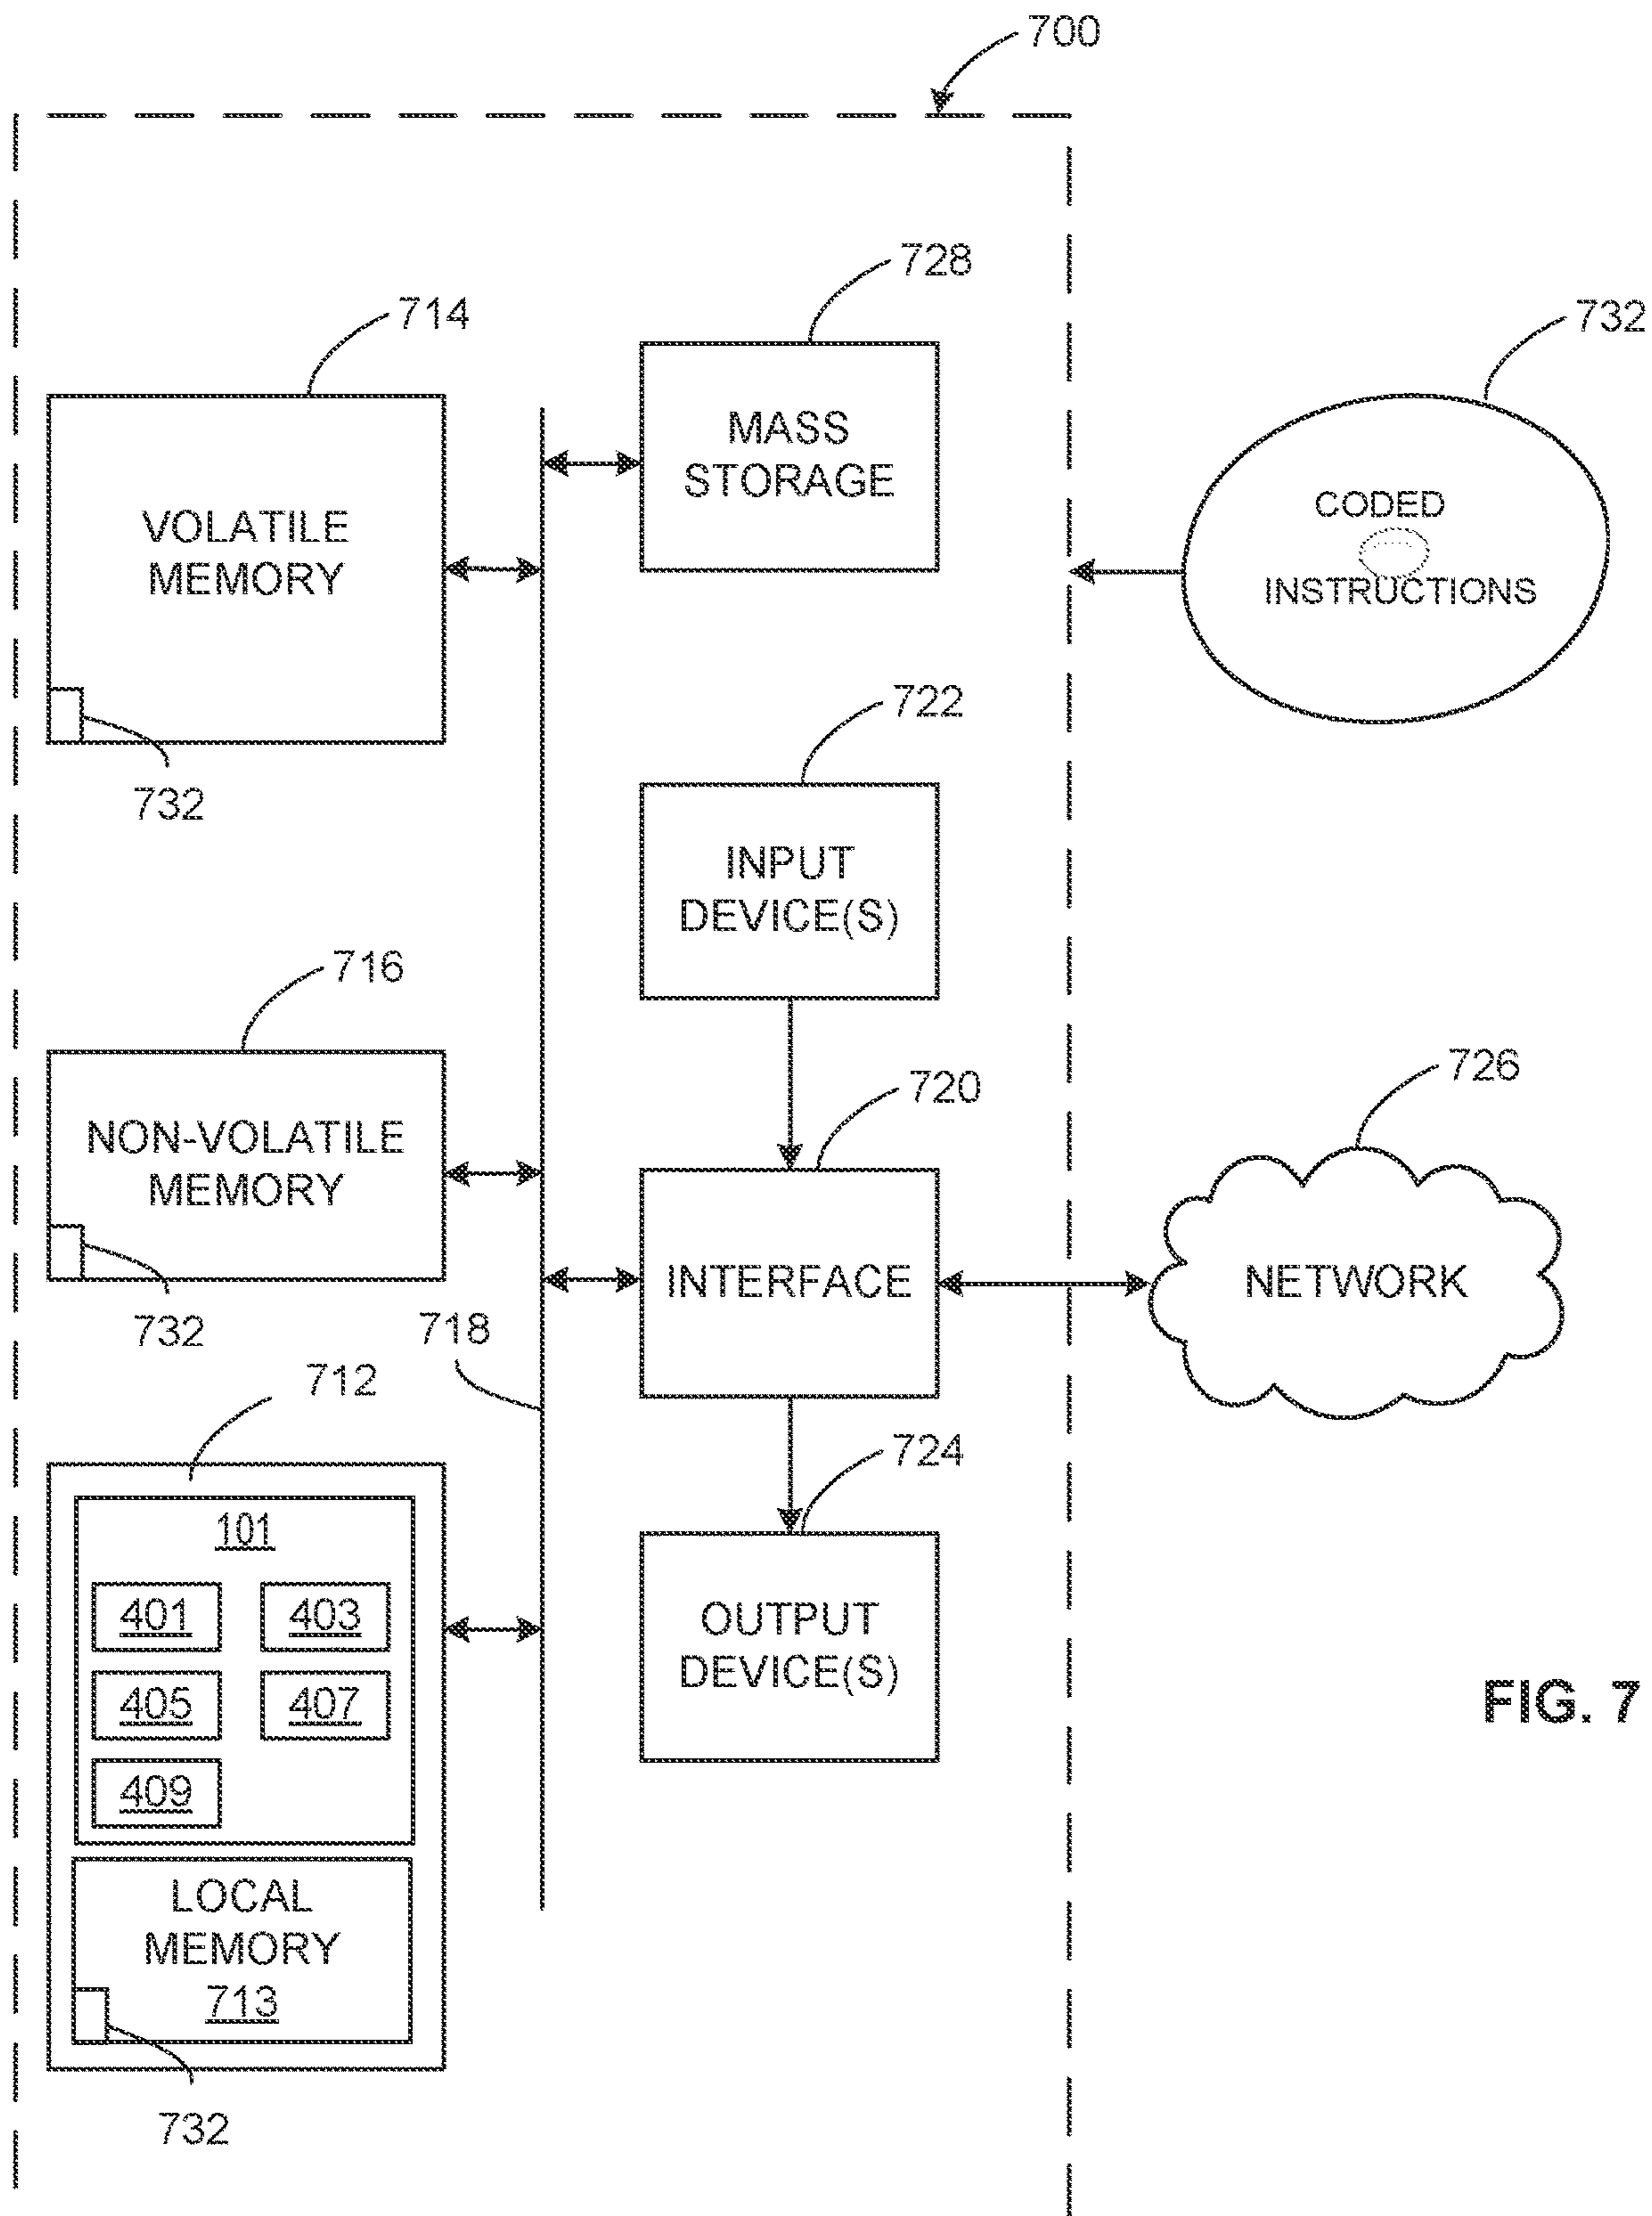 700
728
714
732
MASS
STORAGE
VOLATILE
MEMORY
CODED
INSTRUCTIONS
732
722
INPUT
DEVICE(S)
716
720
726
NON-VOLATILE
MEMORY
INTERFACE
NETWORK
732
718
712
724
101
401
403
405
407
409
OUTPUT
DEVICE(S)
FIG. 7
LOCAL
MEMORY
713
732